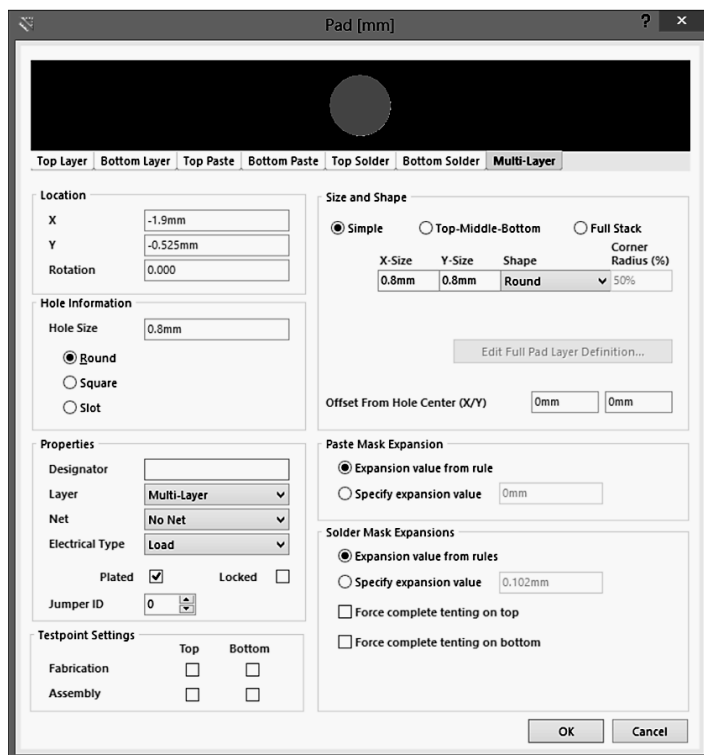 Pad [mm]
?
Top Layer Bottom Layer Top Paste Bottom Paste Top Solder Bottom Solder Multi-Layer
Location
X -1.9mm
Y -0.525mm
Rotation 0.000
Hole Information
Hole Size 0.8mm
Round
Square
Slot
Size and Shape
Simple Top-Middle-Bottom Full Stack
X-Size Y-Size Shape Corner
Radius (%)
0.8mm 0.8mm Round 50%
Edit Full Pad Layer Definition...
Offset From Hole Center (X/Y) 0mm 0mm
Properties
Designator
Layer Multi-Layer
Net No Net
Electrical Type Load
Plated Locked
Jumper ID 0
Paste Mask Expansion
Expansion value from rule
Specify expansion value 0mm
Solder Mask Expansions
Expansion value from rules
Specify expansion value 0.102mm
Force complete tenting on top
Force complete tenting on bottom
Testpoint Settings
Top Bottom
Fabrication
Assembly
OK Cancel